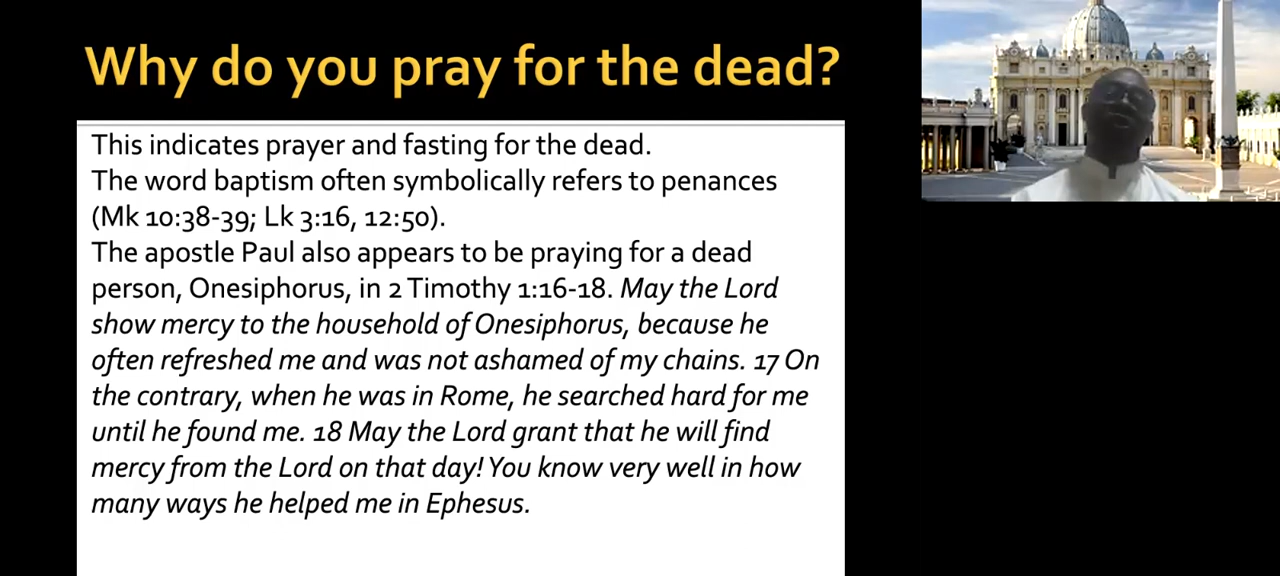 Why do you pray for the dead?
This indicates prayer and fasting for the dead.
The word baptism often symbolically refers to penances
(Mk 10:38-39; Lk 3:16, 12:50).
The apostle Paul also appears to be praying for a dead
person, Onesiphorus, in 2 Timothy 1:16-18. May the Lord
show mercy to the household of Onesiphorus, because he
often refreshed me and was not ashamed of my chains. 17 On
the contrary, when he was in Rome, he searched hard for me
until he found me. 18 May the Lord grant that he will find
mercy from the Lord on that day! You know very well in how
many ways he helped me in Ephesus.